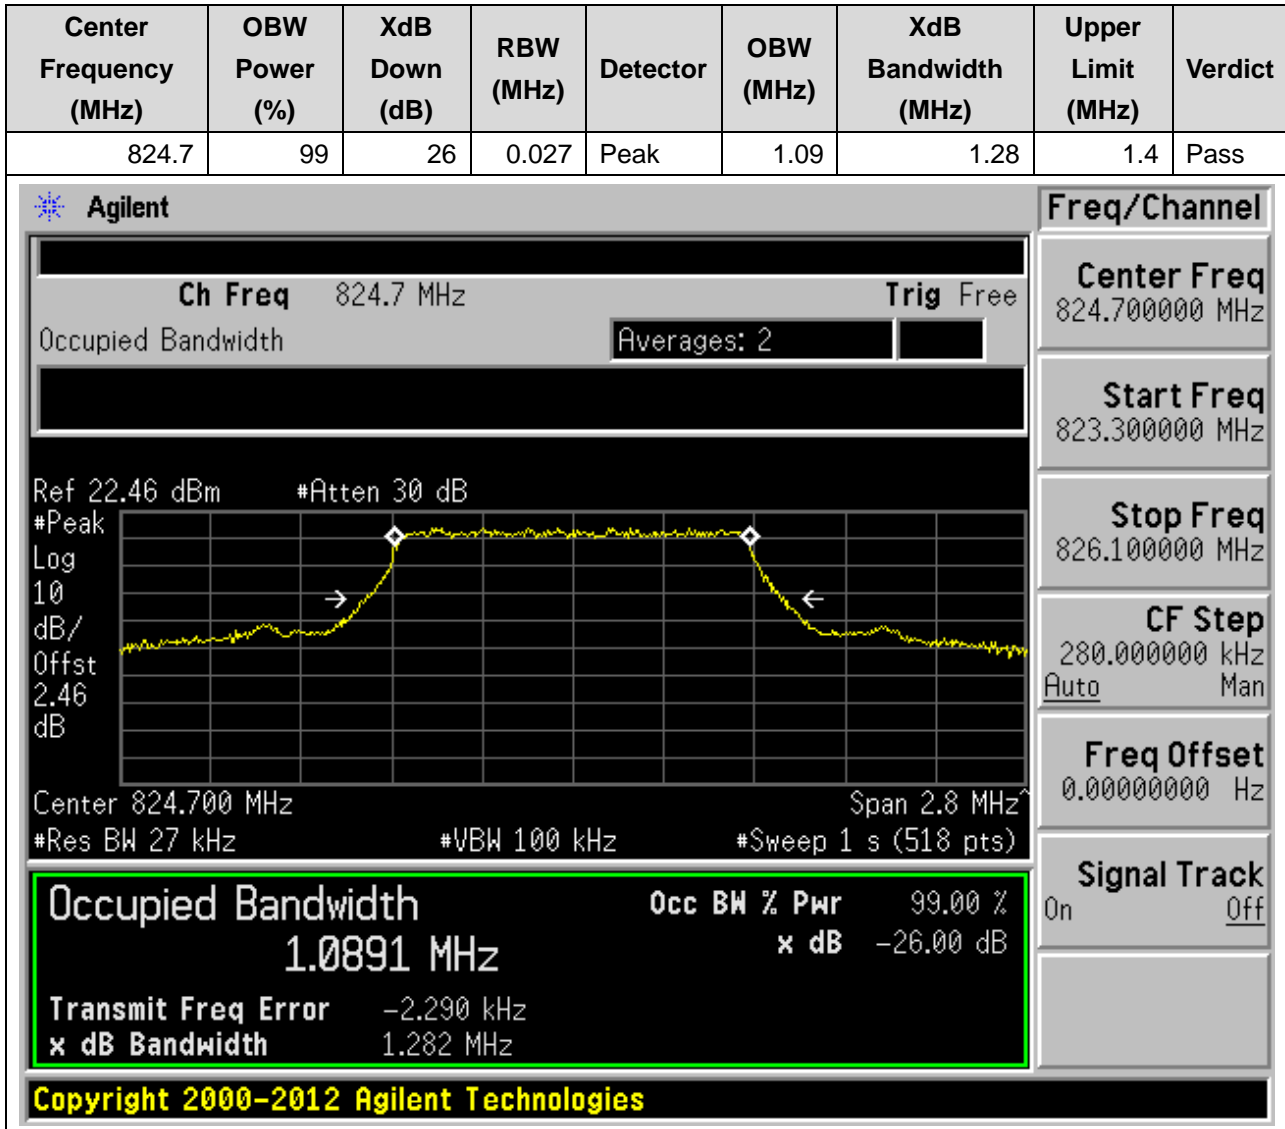 Center Frequency (MHz) OBW Power (%) XdB Down (dB) RBW (MHz) Detector OBW (MHz) XdB Bandwidth (MHz) Upper Limit (MHz) Verdict
824.7 99 26 0.027 Peak 1.09 1.28 1.4 Pass
Agilent
Ch Freq 824.7 MHz Trig Free
Occupied Bandwidth Averages: 2
Ref 22.46 dBm #Atten 30 dB
#Peak
Log
10
dB/
Offst
2.46
dB
Center 824.700 MHz Span 2.8 MHz^
#Res BW 27 kHz #VBW 100 kHz #Sweep 1 s (518 pts)
Occupied Bandwidth Occ BW % Pwr 99.00 %
1.0891 MHz x dB -26.00 dB
Transmit Freq Error -2.290 kHz
x dB Bandwidth 1.282 MHz
Copyright 2000-2012 Agilent Technologies
Freq/Channel
Center Freq
824.700000 MHz
Start Freq
823.300000 MHz
Stop Freq
826.100000 MHz
CF Step
280.000000 kHz
Auto Man
Freq Offset
0.00000000 Hz
Signal Track
On Off